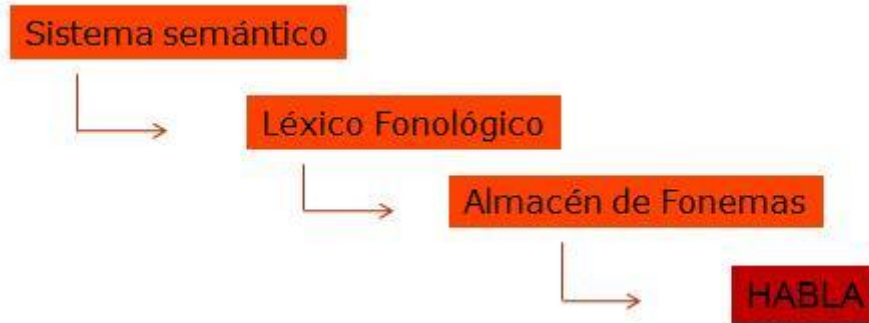 Sistema semántico
Léxico Fonológico
Almacén de Fonemas
HABLA